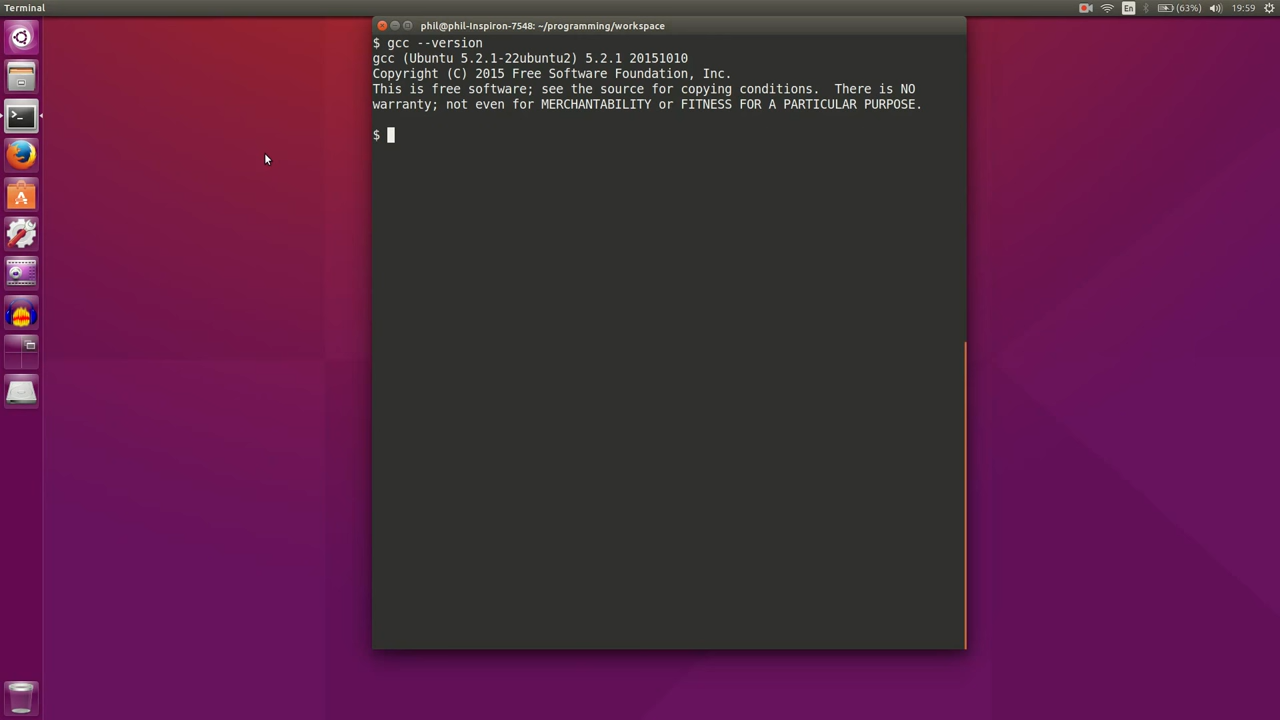 Terminal
En
(63%)
19:59
phil@phil-Inspiron-7548: ~/programming/workspace
$ gcc --version
gcc (Ubuntu 5.2.1-22ubuntu2) 5.2.1 20151010
Copyright (C) 2015 Free Software Foundation, Inc.
This is free software; see the source for copying conditions.  There is NO
warranty; not even for MERCHANTABILITY or FITNESS FOR A PARTICULAR PURPOSE.
$